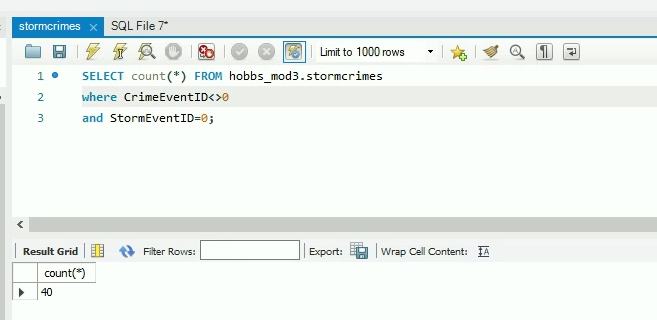 stormcrimes SQL File 7*
Limit to 1000 rows
1 SELECT count(*) FROM hobbs_mod3.stormcrimes
2 where CrimeEventID<>0
3 and StormEventID=0;
Result Grid Filter Rows: Export: Wrap Cell Content:
count(*)
40